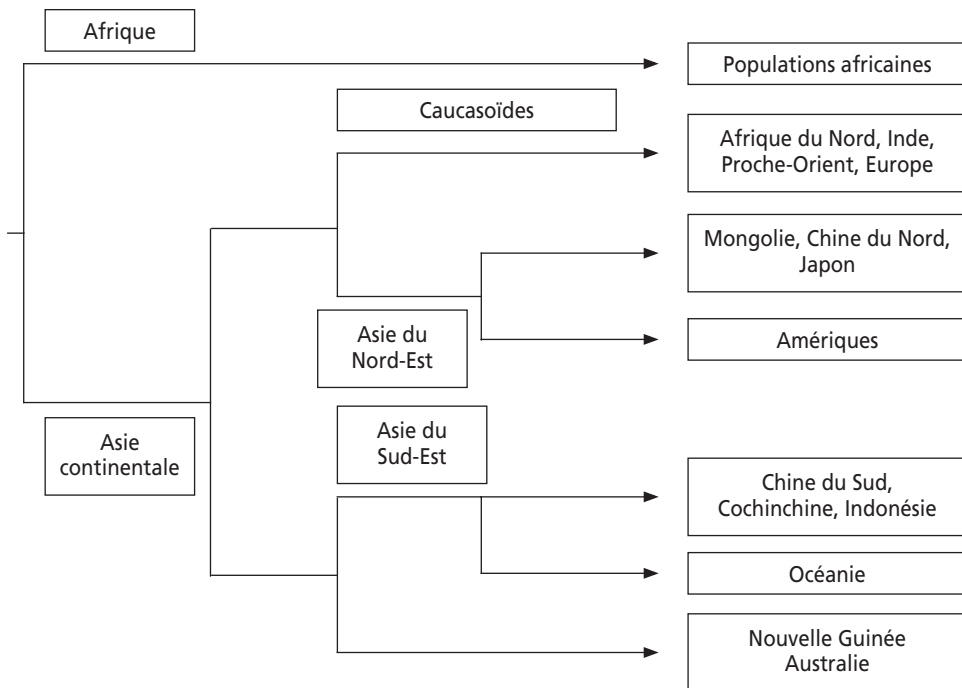 Afrique
Populations africaines
Caucasoïdes
Afrique du Nord, Inde,
Proche-Orient, Europe
Mongolie, Chine du Nord,
Japon
Asie du
Nord-Est
Amériques
Asie
continentale
Asie du
Sud-Est
Chine du Sud,
Cochinchine, Indonésie
Océanie
Nouvelle Guinée
Australie